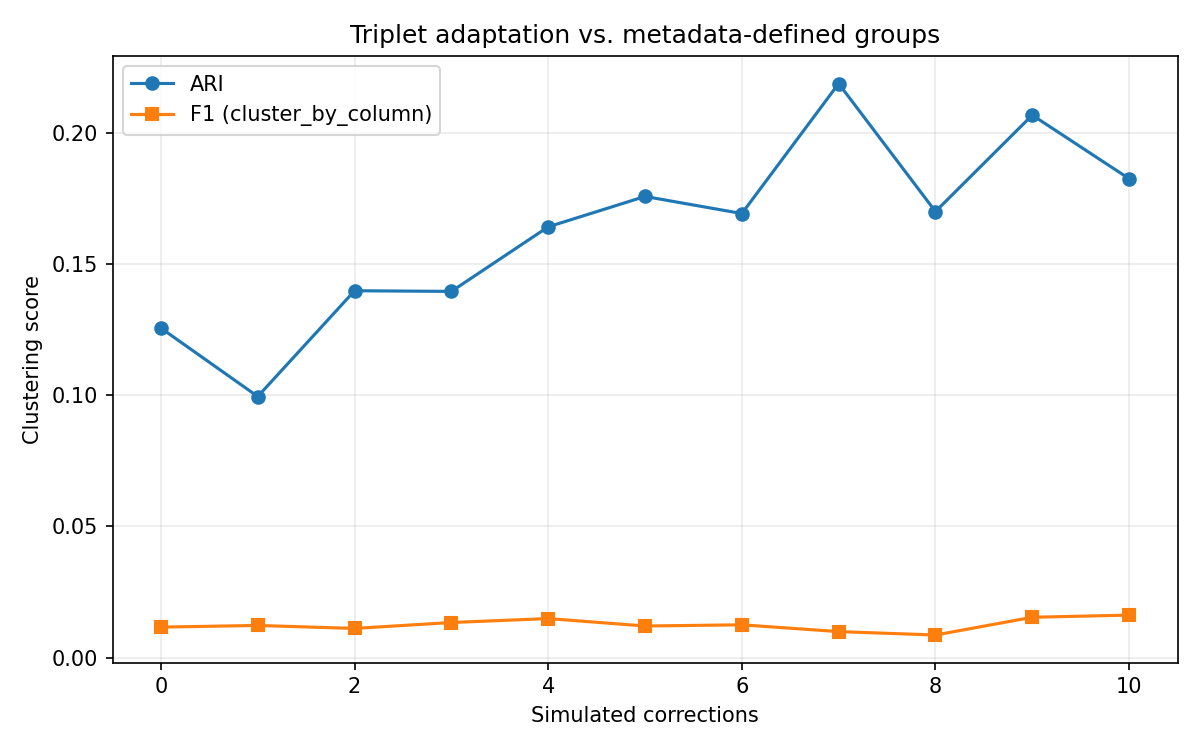 Triplet adaptation vs. metadata-defined groups
ARI
F1 (cluster_by_column)
0.20
0.15
0.10
0.05
0.00
Clustering score
0 2 4 6 8 10
Simulated corrections